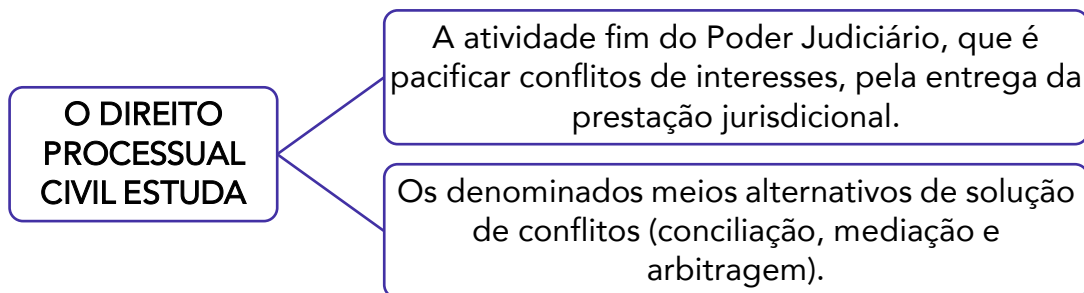 O DIREITO
PROCESSUAL
CIVIL ESTUDA
A atividade fim do Poder Judiciário, que é
pacificar conflitos de interesses, pela entrega da
prestação jurisdicional.
Os denominados meios alternativos de solução
de conflitos (conciliação, mediação e
arbitragem).